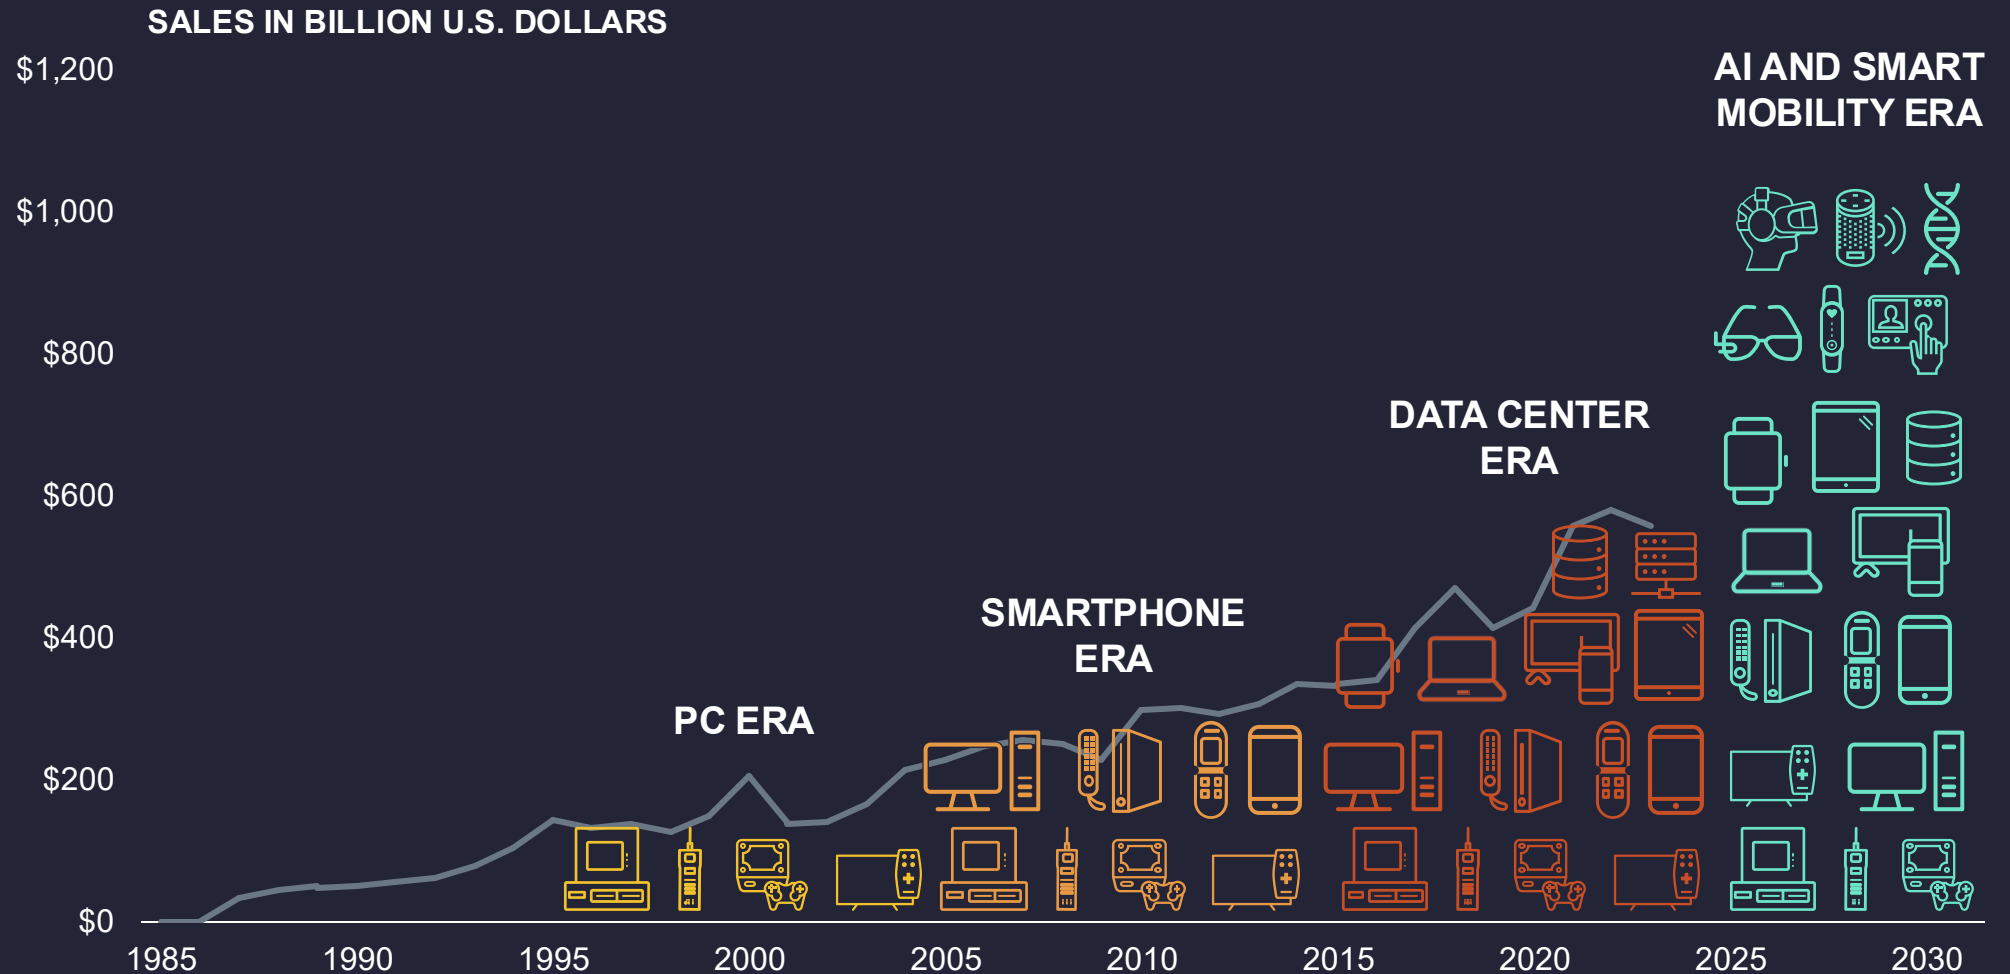 SALES IN BILLION U.S. DOLLARS
$1,200
AI AND SMART
MOBILITY ERA
$1,000
$800
DATA CENTER
ERA
$600
SMARTPHONE
ERA
$400
PC ERA
$200
$0
1985 1990 1995 2000 2005 2010 2015 2020 2025 2030